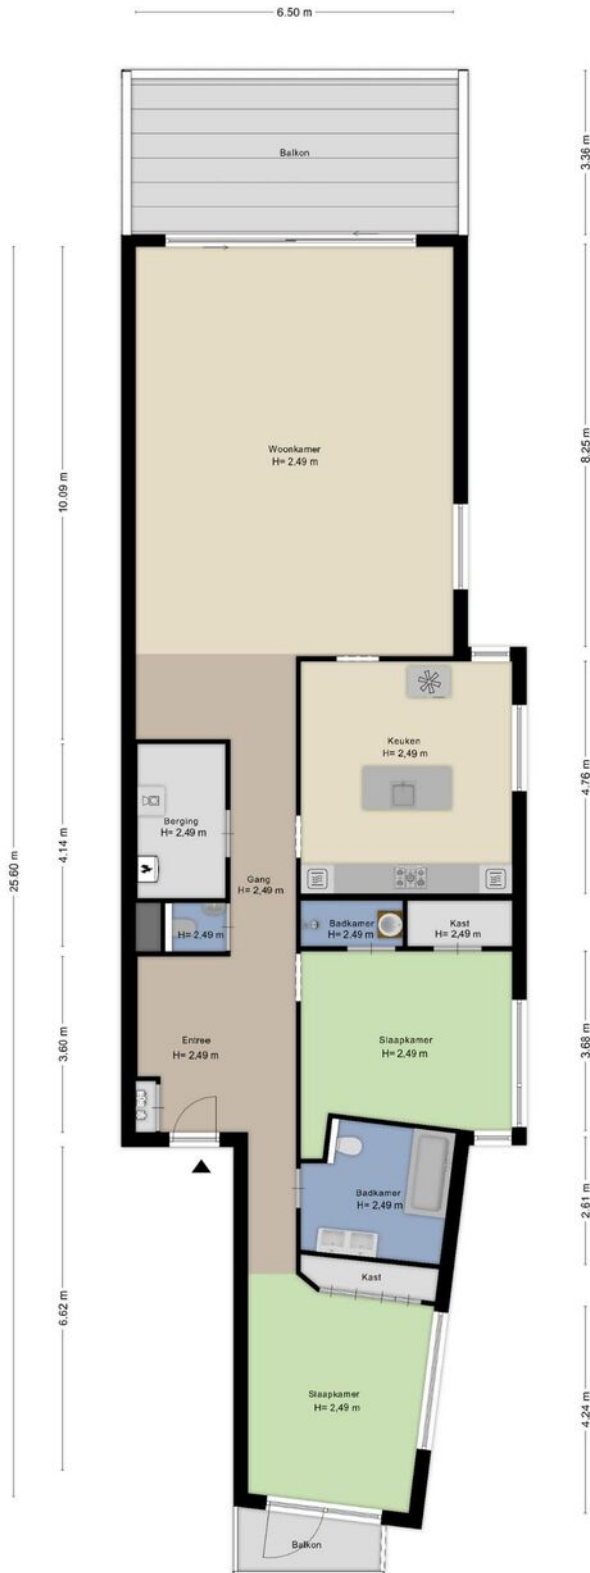 6.50 m
3.36 m
Balkon
Woonkamer
H= 2,49 m
8.25 m
10.09 m
Keuken
H= 2,49 m
4.76 m
Berging
H= 2,49 m
4.14 m
25.60 m
Gang
H= 2,49 m
Badkamer
H= 2,49 m
Kast
H= 2,49 m
H= 2,49 m
Entree
H= 2,49 m
3.60 m
Slaapkamer
H= 2,49 m
3.68 m
Badkamer
H= 2,49 m
2.61 m
Kast
6.62 m
Slaapkamer
H= 2,49 m
4.24 m
Balkon